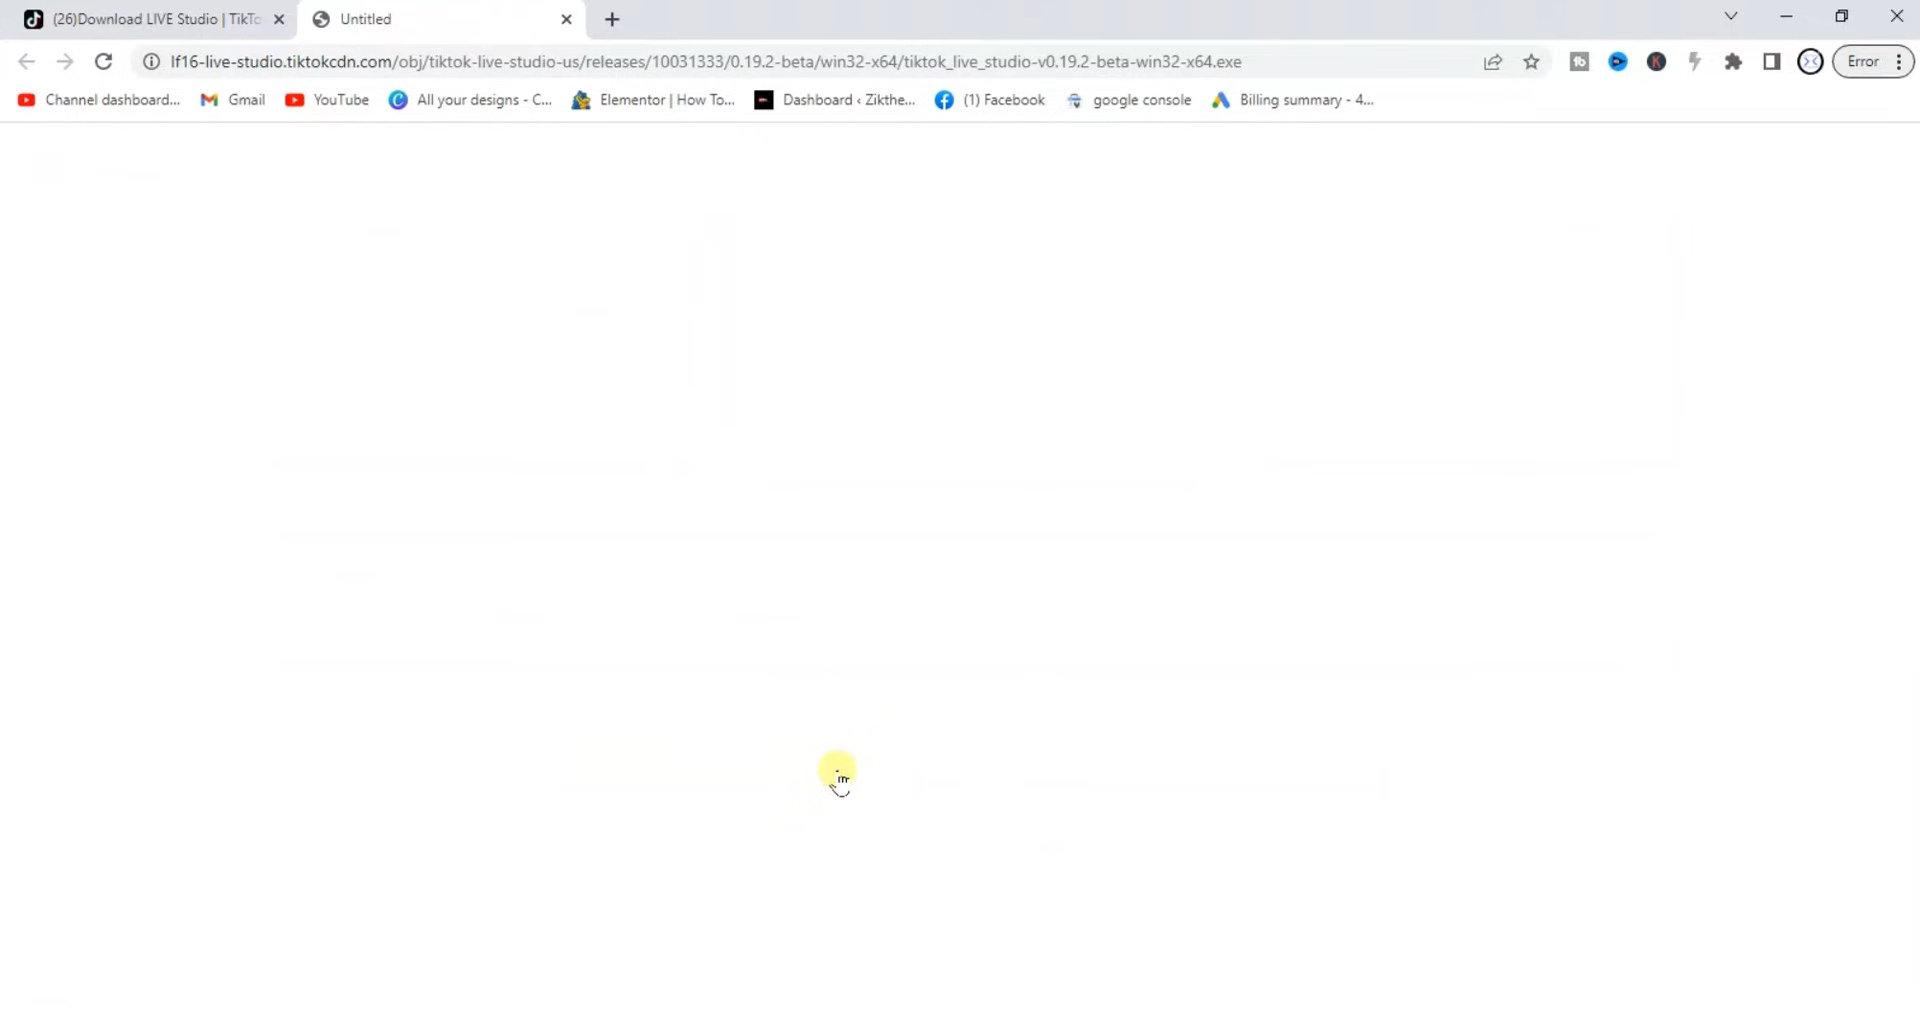 (26)Download LIVE Studio | TikTo
Untitled
lf16-live-studio.tiktokcdn.com/obj/tiktok-live-studio-us/releases/10031333/0.19.2-beta/win32-x64/tiktok_live_studio-v0.19.2-beta-win32-x64.exe
Error
Channel dashboard...
Gmail
YouTube
All your designs - C...
Elementor | How To...
Dashboard ‹ Zikthe...
(1) Facebook
google console
Billing summary - 4...